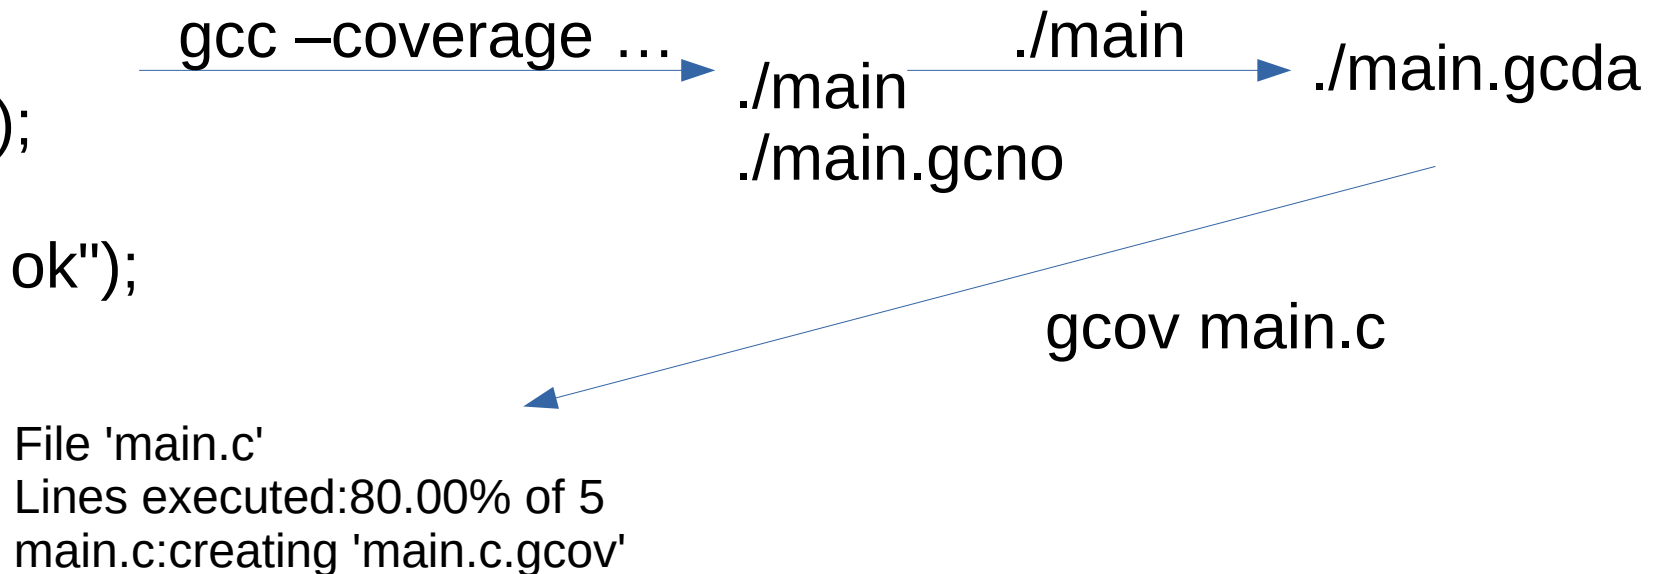 gcc –coverage …
./main
./main
./main.gcno
./main.gcda
);
ok");
gcov main.c
File 'main.c'
Lines executed:80.00% of 5
main.c:creating 'main.c.gcov'